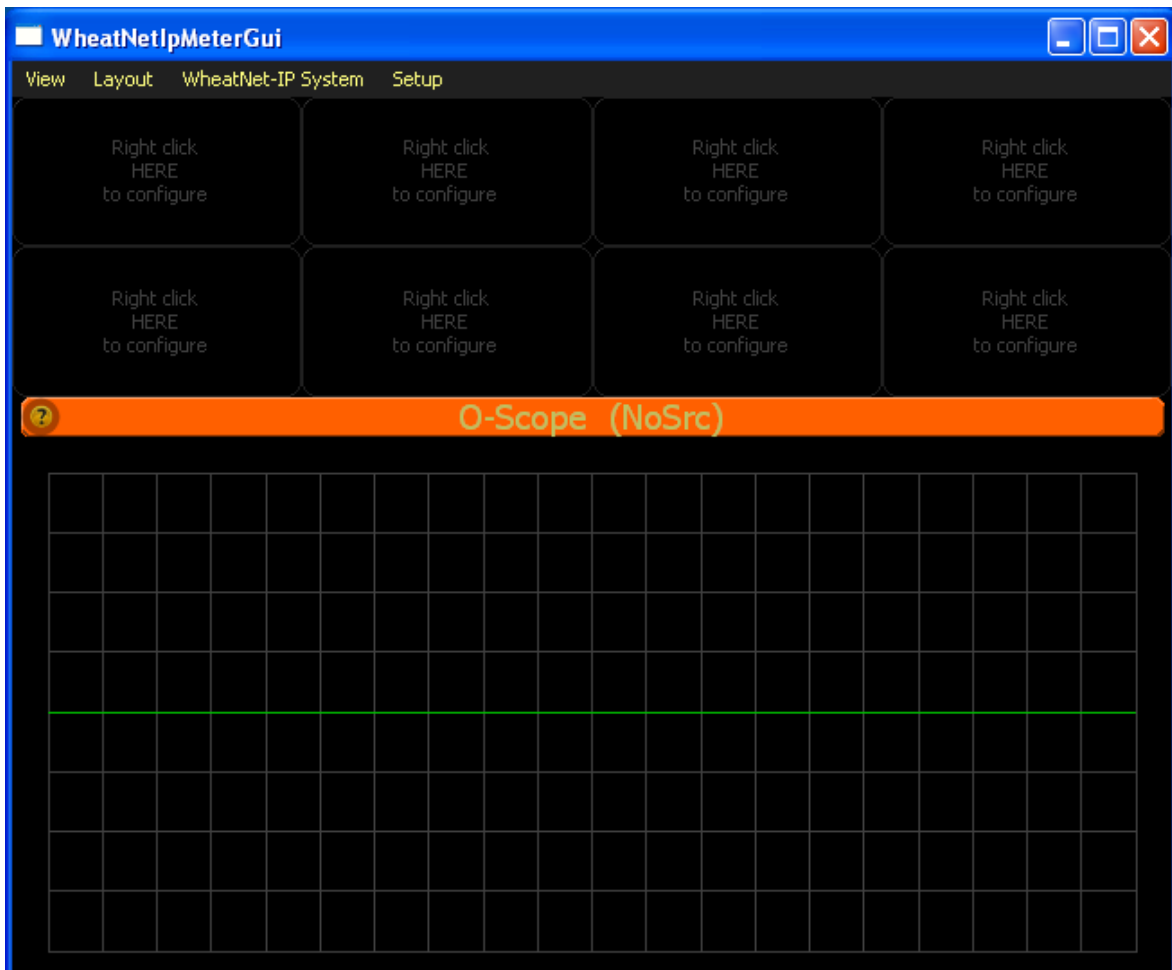 WheatNetIpMeterGui
View Layout WheatNet-IP System Setup
Right click
HERE
to configure
Right click
HERE
to configure
Right click
HERE
to configure
Right click
HERE
to configure
Right click
HERE
to configure
Right click
HERE
to configure
Right click
HERE
to configure
Right click
HERE
to configure
? O-Scope (NoSrc)